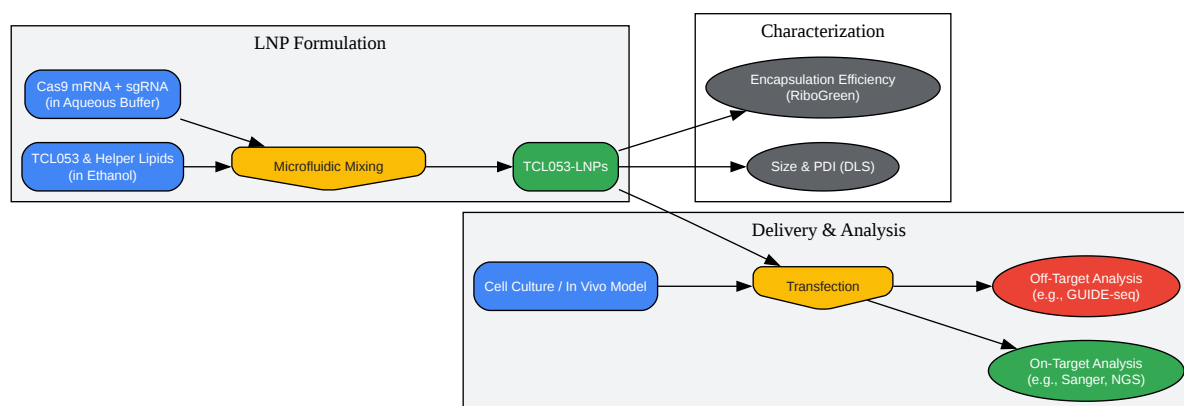 LNP Formulation
Cas9 mRNA + sgRNA
(in Aqueous Buffer)
TCL053 & Helper Lipids
(in Ethanol)
Microfluidic Mixing
TCL053-LNPs
Characterization
Encapsulation Efficiency
(RiboGreen)
Size & PDI (DLS)
Delivery & Analysis
Cell Culture / In Vivo Model
Transfection
Off-Target Analysis
(e.g., GUIDE-seq)
On-Target Analysis
(e.g., Sanger, NGS)